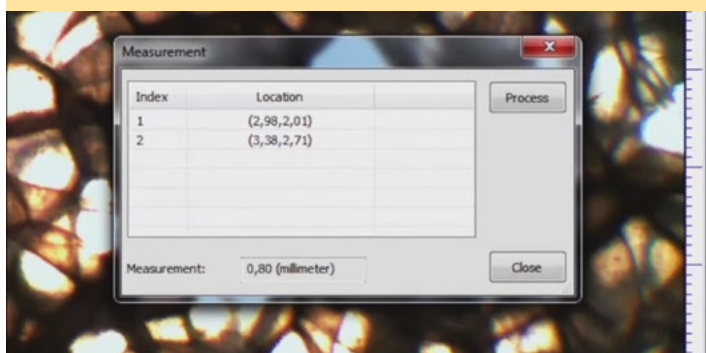 Measurement
Index Location
Process
1 (2,98,2,01)
2 (3,38,2,71)
Measurement: 0,80 (millimeter)
Close